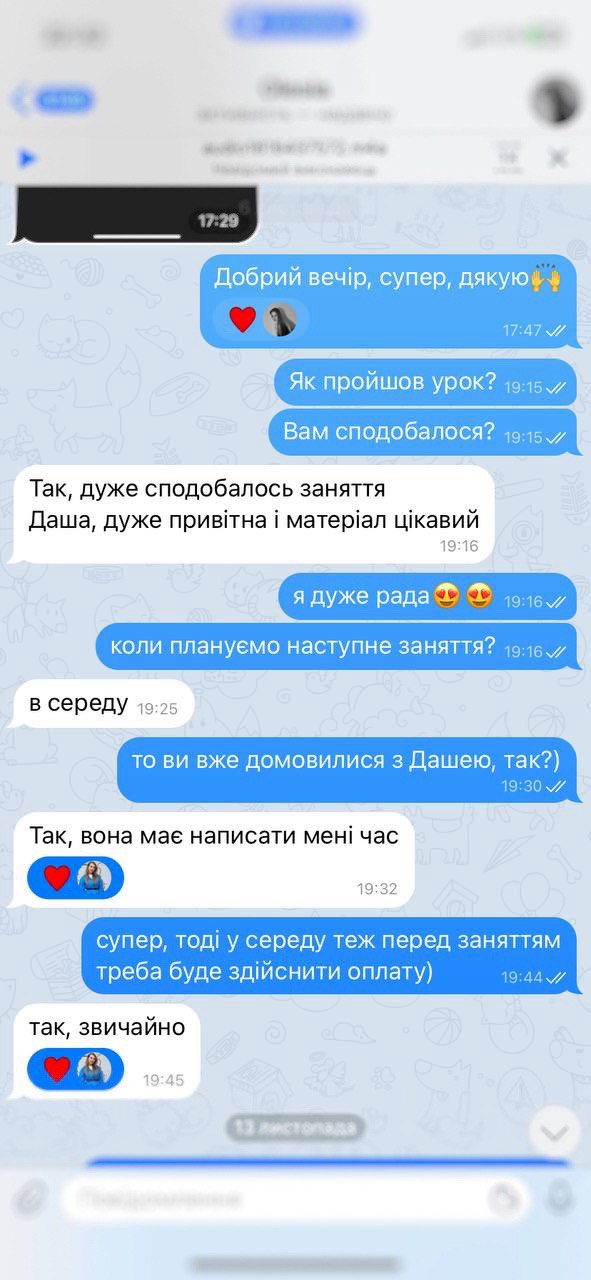 17:29
Добрий вечір, супер, дякую🙌
17:47
Як пройшов урок? 19:15
Вам сподобалося? 19:15
Так, дуже сподобалось заняття
Даша, дуже привітна і матеріал цікавий
19:16
я дуже рада😍 😍 19:16
коли плануємо наступне заняття? 19:16
в середу 19:25
то ви вже домовилися з Дашею, так?)
19:30
Так, вона має написати мені час
19:32
супер, тоді у середу теж перед заняттям
треба буде здійснити оплату) 19:44
так, звичайно
19:45
13 листопада